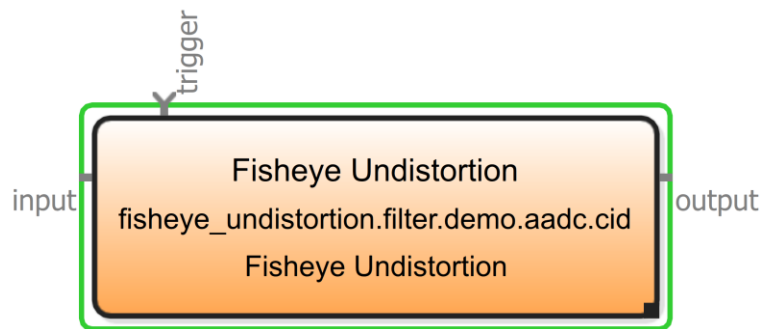 trigger
Fisheye Undistortion
input
fisheye_undistortion.filter.demo.aadc.cid
output
Fisheye Undistortion